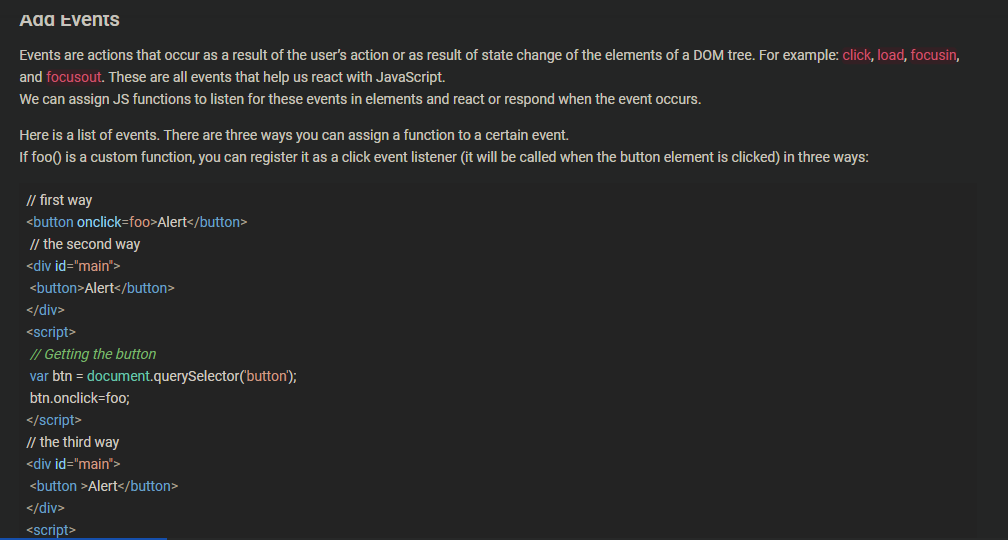 Add Events
Events are actions that occur as a result of the user's action or as result of state change of the elements of a DOM tree. For example: click, load, focusin,
and focusout. These are all events that help us react with JavaScript.
We can assign JS functions to listen for these events in elements and react or respond when the event occurs.
Here is a list of events. There are three ways you can assign a function to a certain event.
If foo() is a custom function, you can register it as a click event listener (it will be called when the button element is clicked) in three ways:
// first way
<button onclick=foo>Alert</button>
// the second way
<div id="main">
<button>Alert</button>
</div>
<script>
// Getting the button
var btn = document.querySelector('button');
btn.onclick=foo;
</script>
// the third way
<div id="main">
<button >Alert</button>
</div>
<script>